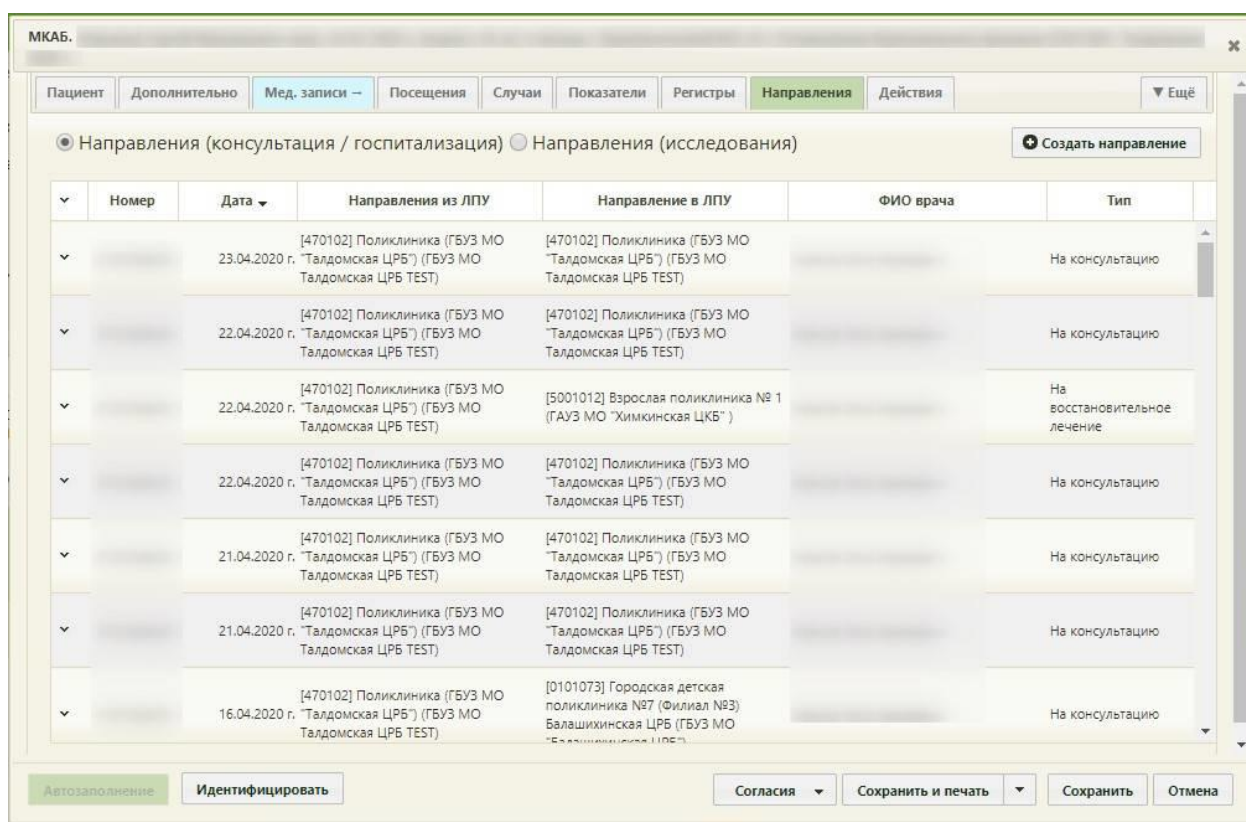 МКАБ.
Пациент Дополнительно Мед. записи → Посещения Случаи Показатели Регистры Направления Действия ▼ Ещё
Направления (консультация / госпитализация) Направления (исследования) Создать направление
Номер Дата Направления из ЛПУ Направление в ЛПУ ФИО врача Тип
[470102] Поликлиника (ГБУЗ МО [470102] Поликлиника (ГБУЗ МО
23.04.2020 г. "Талдомская ЦРБ") (ГБУЗ МО "Талдомская ЦРБ") (ГБУЗ МО На консультацию
Талдомская ЦРБ TEST) Талдомская ЦРБ TEST)
[470102] Поликлиника (ГБУЗ МО [470102] Поликлиника (ГБУЗ МО
22.04.2020 г. "Талдомская ЦРБ") (ГБУЗ МО "Талдомская ЦРБ") (ГБУЗ МО На консультацию
Талдомская ЦРБ TEST) Талдомская ЦРБ TEST)
[470102] Поликлиника (ГБУЗ МО [5001012] Взрослая поликлиника № 1 На
22.04.2020 г. "Талдомская ЦРБ") (ГБУЗ МО (ГАУЗ МО "Химкинская ЦКБ" ) восстановительное
Талдомская ЦРБ TEST) лечение
[470102] Поликлиника (ГБУЗ МО [470102] Поликлиника (ГБУЗ МО
22.04.2020 г. "Талдомская ЦРБ") (ГБУЗ МО "Талдомская ЦРБ") (ГБУЗ МО На консультацию
Талдомская ЦРБ TEST) Талдомская ЦРБ TEST)
[470102] Поликлиника (ГБУЗ МО [470102] Поликлиника (ГБУЗ МО
21.04.2020 г. "Талдомская ЦРБ") (ГБУЗ МО "Талдомская ЦРБ") (ГБУЗ МО На консультацию
Талдомская ЦРБ TEST) Талдомская ЦРБ TEST)
[470102] Поликлиника (ГБУЗ МО [470102] Поликлиника (ГБУЗ МО
21.04.2020 г. "Талдомская ЦРБ") (ГБУЗ МО "Талдомская ЦРБ") (ГБУЗ МО На консультацию
Талдомская ЦРБ TEST) Талдомская ЦРБ TEST)
[470102] Поликлиника (ГБУЗ МО [0101073] Городская детская
16.04.2020 г. "Талдомская ЦРБ") (ГБУЗ МО поликлиника №7 (Филиал №3) На консультацию
Талдомская ЦРБ TEST) Балашихинская ЦРБ (ГБУЗ МО
"Балашихинская ЦРБ")
Автозаполнение Идентифицировать Согласия Сохранить и печать Сохранить Отмена